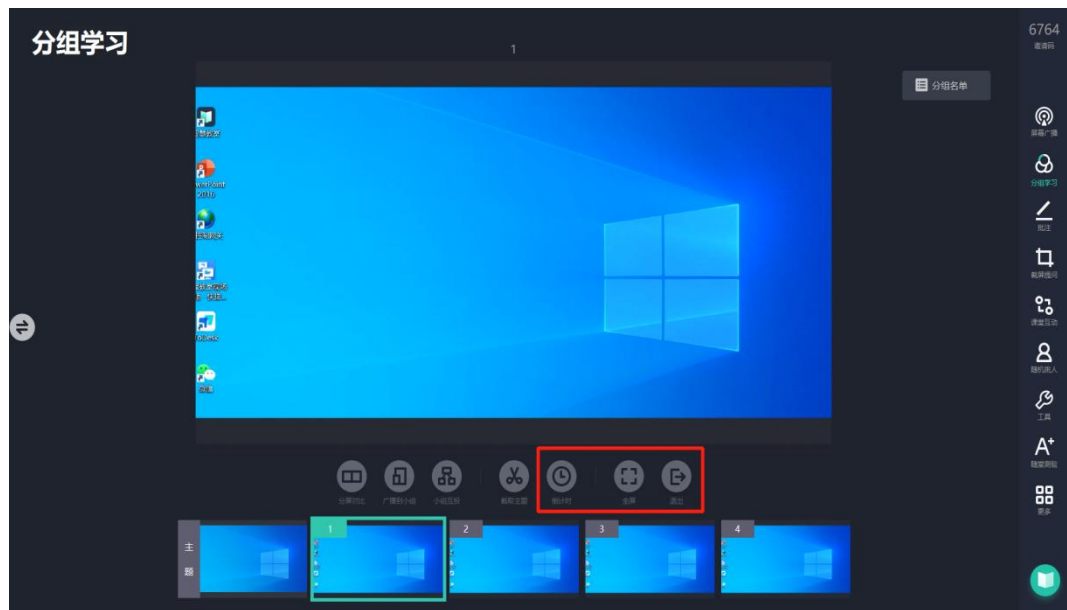 分组学习
1
6764
邀请码
分组名单
屏幕广播
分组学习
批注
截屏提问
课堂互动
随机挑人
工具
A+
随堂测验
更多
2016
分屏对比
广播到小组
小组互评
截取主题
倒计时
全屏
退出
主题
1
2
3
4